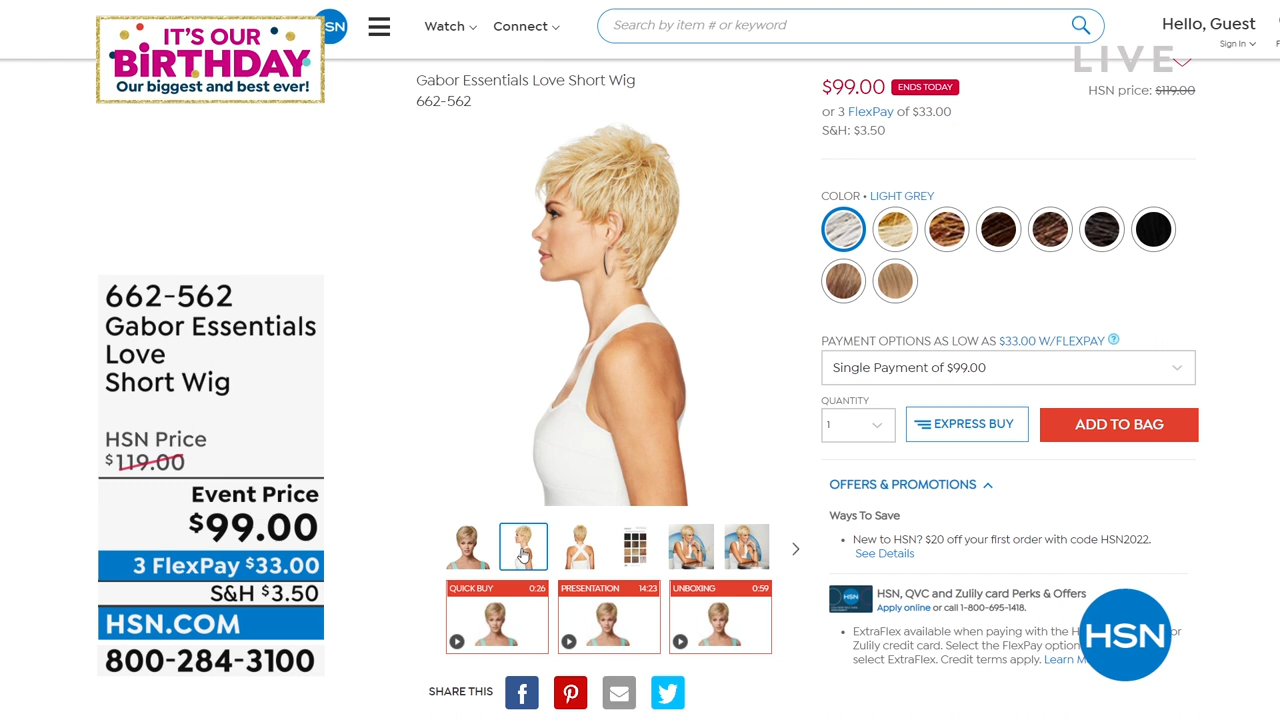 IT'S OUR
BiRTHDAY
Our biggest and best ever!
Watch
Connect
Search by item # or keyword
Hello, Guest
Sign In
LIVE
Gabor Essentials Love Short Wig
662-562
$99.00 ENDS TODAY
HSN price: $119.00
or 3 FlexPay of $33.00
S&H: $3.50
COLOR • LIGHT GREY
662-562
Gabor Essentials
Love
Short Wig
HSN Price
$119.00
Event Price
$99.00
3 FlexPay $33.00
S&H $3.50
HSN.COM
800-284-3100
PAYMENT OPTIONS AS LOW AS $33.00 W/FLEXPAY ?
Single Payment of $99.00
QUANTITY
1
EXPRESS BUY
ADD TO BAG
OFFERS & PROMOTIONS
Ways To Save
• New to HSN? $20 off your first order with code HSN2022.
See Details
HSN
HSN, QVC and Zulily card Perks & Offers
Apply online or call 1-800-695-1418.
• ExtraFlex available when paying with the H or
Zulily credit card. Select the FlexPay option
select ExtraFlex. Credit terms apply. Learn M
HSN
QUICK BUY 0:26
PRESENTATION 14:23
UNBOXING 0:59
SHARE THIS